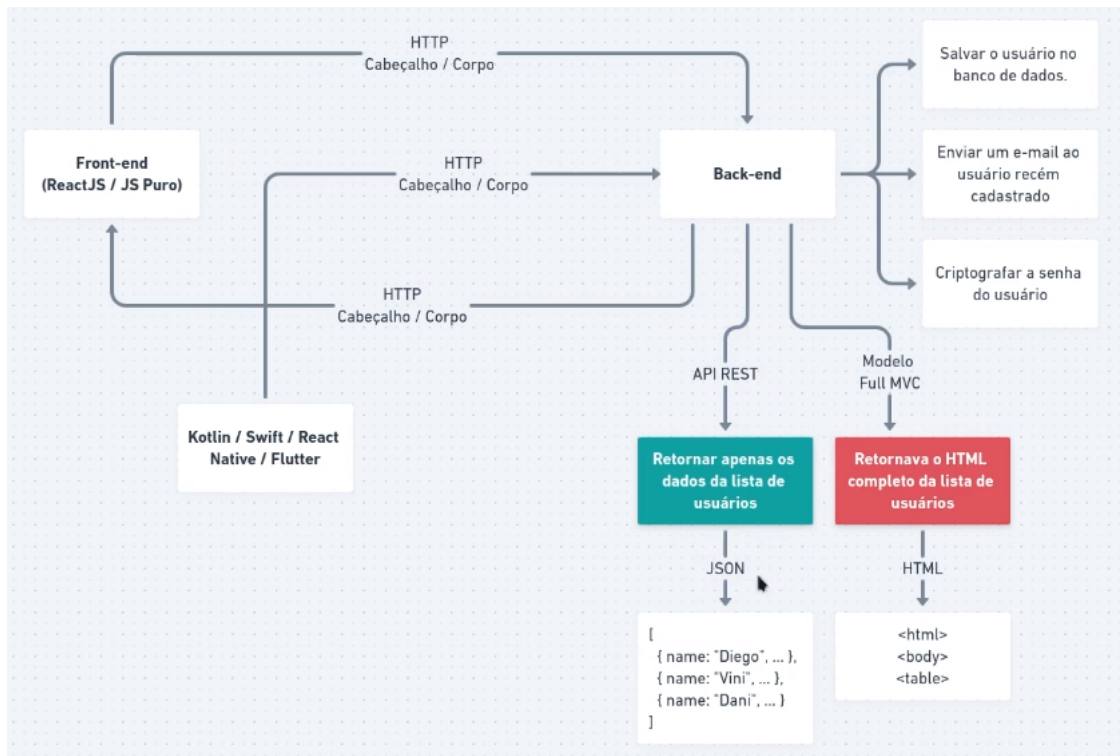 HTTP
Cabeçalho / Corpo
Salvar o usuário no
banco de dados.
Front-end
(ReactJS / JS Puro)
HTTP
Cabeçalho / Corpo
Back-end
Enviar um e-mail ao
usuário recém
cadastrado
HTTP
Cabeçalho / Corpo
Criptografar a senha
do usuário
API REST
Modelo
Full MVC
Kotlin / Swift / React
Native / Flutter
Retornar apenas os
dados da lista de
usuários
Retornava o HTML
completo da lista de
usuários
JSON
HTML
[
{ name: "Diego", ... },
{ name: "Vini", ... },
{ name: "Dani", ... }
]
<html>
<body>
<table>